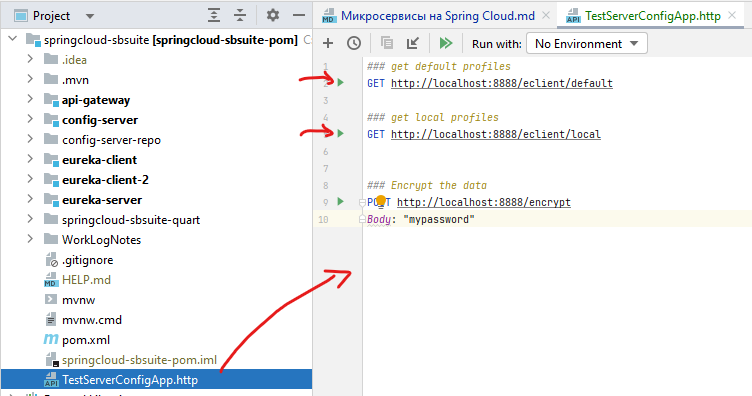 Project
Микросервисы на Spring Cloud.md
TestServerConfigApp.http
springcloud-sbsuite [springcloud-sbsuite-pom]
Run with: No Environment
.idea
.mvn
api-gateway
config-server
config-server-repo
eureka-client
eureka-client-2
eureka-server
springcloud-sbsuite-quart
WorkLogNotes
.gitignore
MD HELP.md
mvnw
mvnw.cmd
m pom.xml
springcloud-sbsuite-pom.iml
API TestServerConfigApp.http
1 ### get default profiles
GET http://localhost:8888/eclient/default
3
4 ### get local profiles
GET http://localhost:8888/eclient/local
6
7
8 ### Encrypt the data
9 POST http://localhost:8888/encrypt
10 Body: "mypassword"